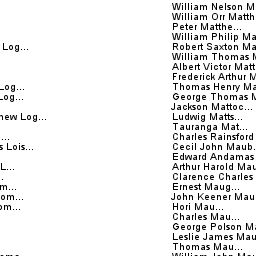 William Nelson M
William Orr Matth
Peter Matthe...
William Philip Ma
Log... Robert Saxton Ma
William Thomas M
Albert Victor Matt
Frederick Arthur M
Log... Thomas Henry Ma
Log... George Thomas M
Jackson Mattoc...
new Log... Ludwig Matts...
Tauranga Mat...
... Charles Rainsford
s Lois... Cecil John Maub.
Edward Andamas
L... Arthur Harold Mau
. Clarence Charles
m... Ernest Maug...
om... John Keener Mau
om... Hori Mau...
Charles Mau...
George Polson Ma
Leslie James Mau
Thomas Mau...